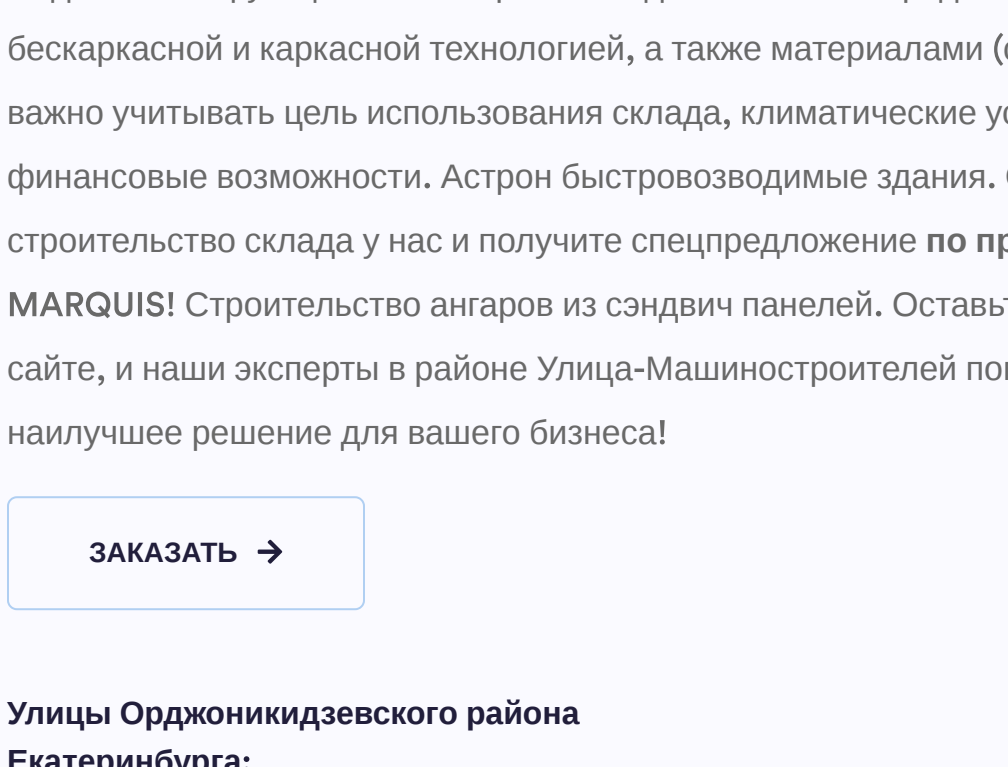 бескаркасной и каркасной технологией, а также материалами
важно учитывать цель использования склада, климатические
финансовые возможности. Астрон быстровозводимые здания.
строительство склада у нас и получите спецпредложение по
MARQUIS! Строительство ангаров из сэндвич панелей.
сайте, и наши эксперты в районе Улица-Машиностроителей
наилучшее решение для вашего бизнеса!
ЗАКАЗАТЬ →
Улицы Орджоникидзевского района
Екатеринбурга: